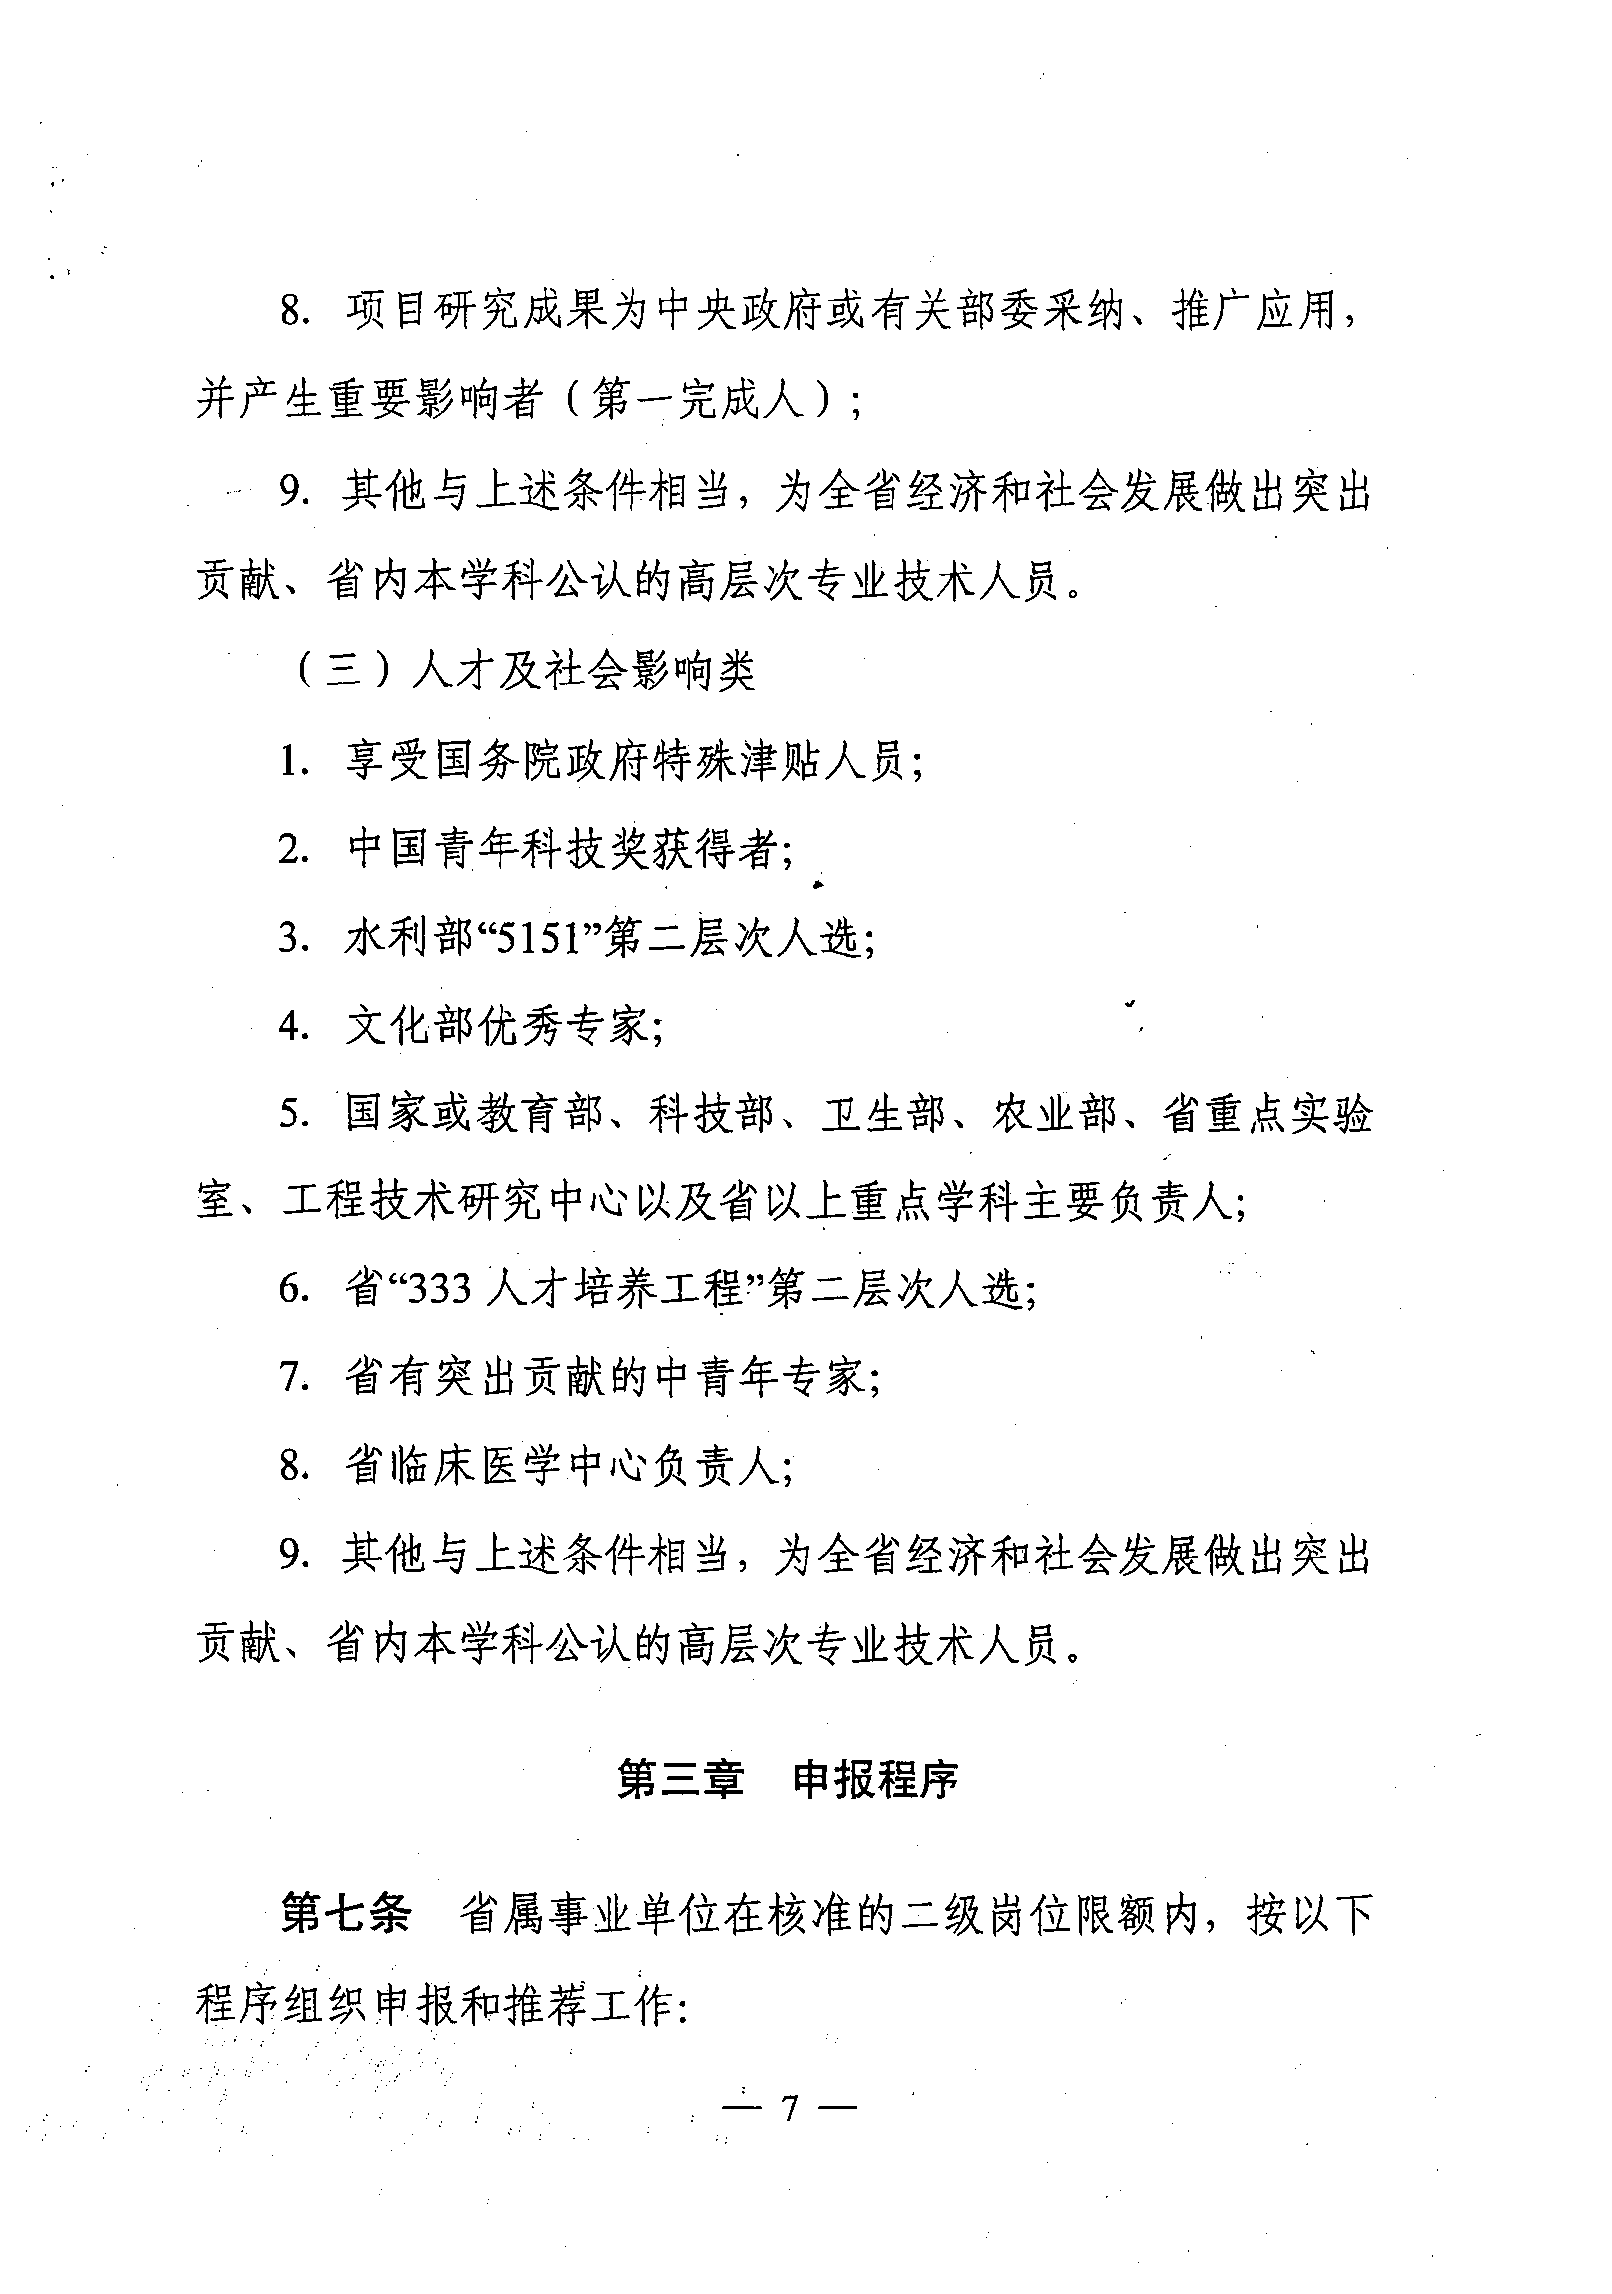 8. 项目研究成果为中央政府或有关部委采纳、推广应用,
并产生重要影响者(第一完成人);
9. 其他与上述条件相当,为全省经济和社会发展做出突出
贡献、省内本学科公认的高层次专业技术人员。
(三)人才及社会影响类
1. 享受国务院政府特殊津贴人员;
2. 中国青年科技奖获得者;
3. 水利部“5151”第二层次人选;
4. 文化部优秀专家;
5. 国家或教育部、科技部、卫生部、农业部、省重点实验
室、工程技术研究中心以及省以上重点学科主要负责人;
6. 省“333 人才培养工程”第二层次人选;
7. 省有突出贡献的中青年专家;
8. 省临床医学中心负责人;
9. 其他与上述条件相当,为全省经济和社会发展做出突出
贡献、省内本学科公认的高层次专业技术人员。
第三章 申报程序
第七条 省属事业单位在核准的二级岗位限额内,按以下
程序组织申报和推荐工作:
— 7 —